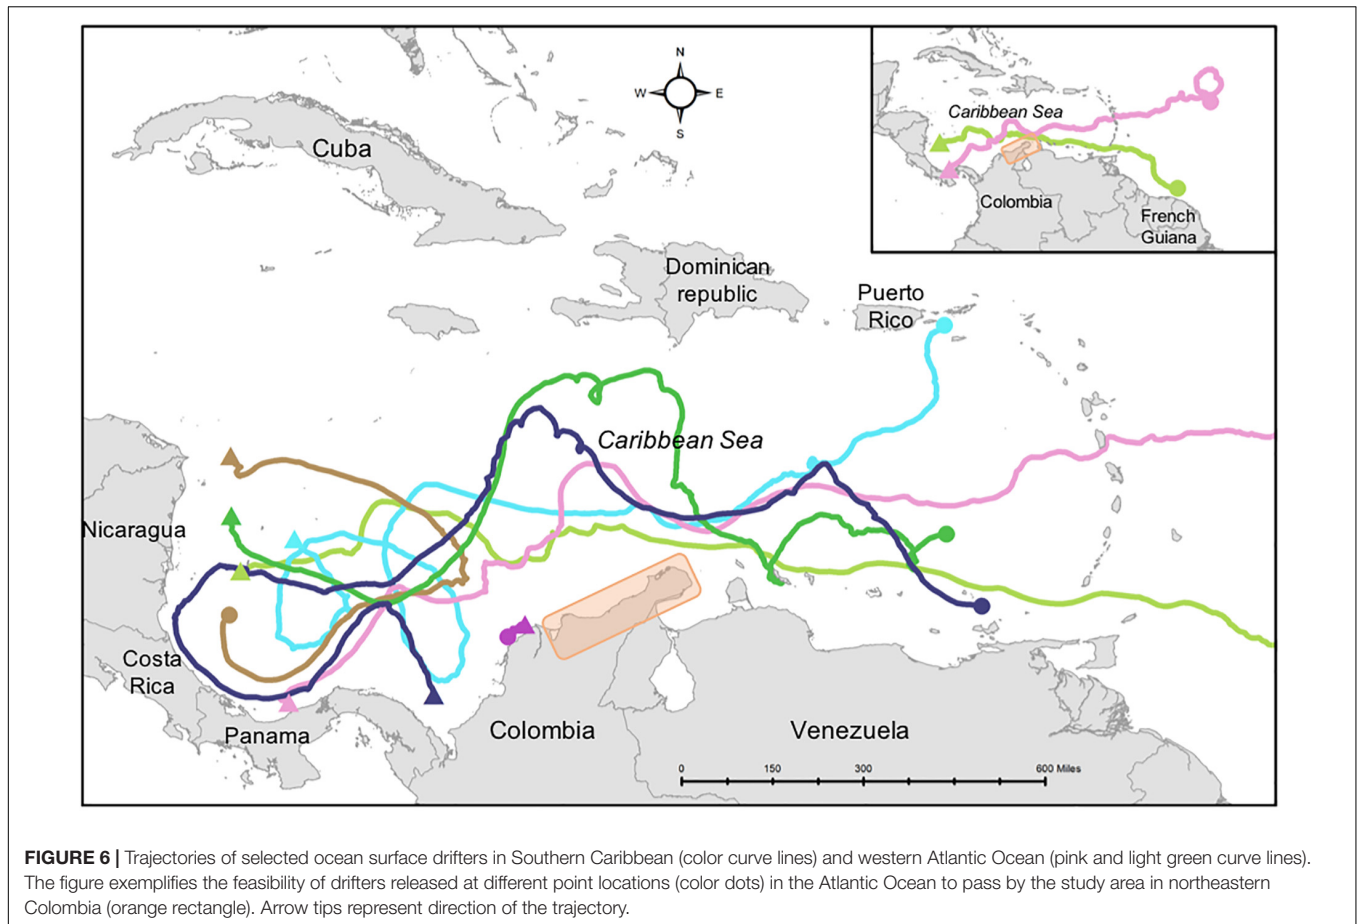 N
W E
S
Cuba
Caribbean Sea
Colombia
French
Guiana
Dominican
republic
Puerto
Rico
Caribbean Sea
Nicaragua
Costa
Rica
Panama
Colombia
Venezuela
0 150 300 600 Miles
FIGURE 6 | Trajectories of selected ocean surface drifters in Southern Caribbean (color curve lines) and western Atlantic Ocean (pink and light green curve lines).
The figure exemplifies the feasibility of drifters released at different point locations (color dots) in the Atlantic Ocean to pass by the study area in northeastern
Colombia (orange rectangle). Arrow tips represent direction of the trajectory.